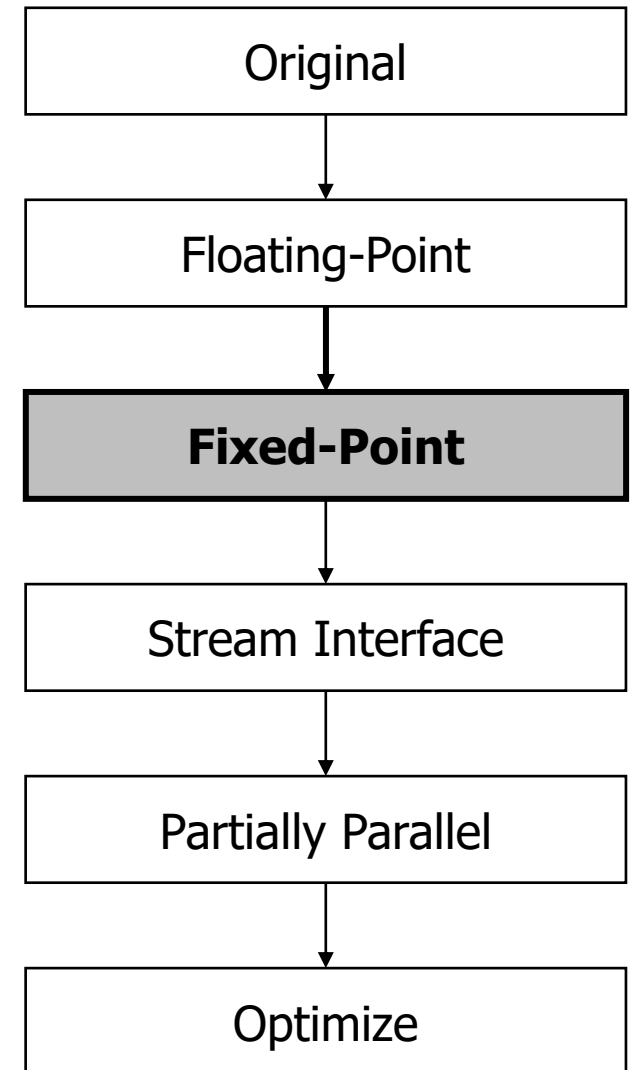 Original
Floating-Point
Fixed-Point
Stream Interface
Partially Parallel
Optimize